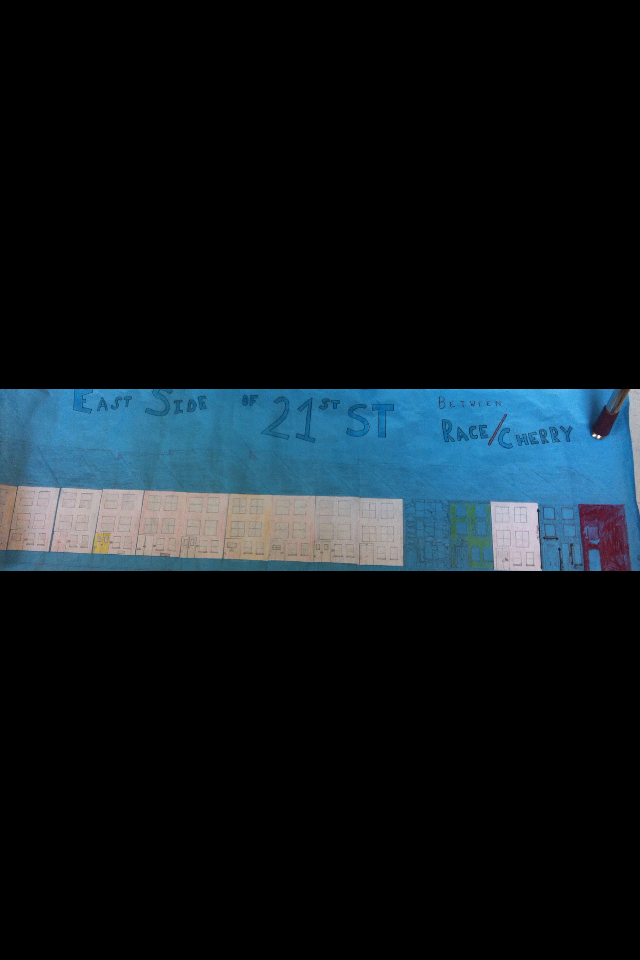 EAST SIDE OF 21ST ST
BETWEEN
RACE/CHERRY